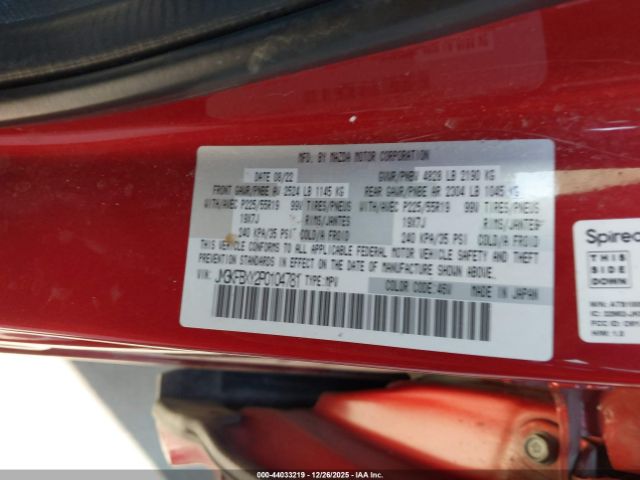 MFD. BY MAZDA MOTOR CORPORATION
DATE 08/22 GVWR/PNBV 4828 LB 2190 KG
FRONT GAWR/PNBE AV 2524 LB 1145 KG REAR GAWR/PNBE AR 2304 LB 1045 KG
WITH/AVEC P225/55R19 99V TIRES/PNEUS WITH/AVEC P225/55R19 99V TIRES/PNEUS
19X7J RIMS/JANTES 19X7J RIMS/JANTES
240 KPA/35 PSI COLD/A FROID 240 KPA/35 PSI COLD/A FROID
THIS VEHICLE CONFORMS TO ALL APPLICABLE FEDERAL MOTOR VEHICLE SAFETY AND THEFT
PREVENTION STANDARDS IN EFFECT ON THE DATE OF MANUFACTURE SHOWN ABOVE.
VIN: TYPE:MPV COLOR CODE:46V MADE IN JAPAN
Spireo
THIS
SIDE
DOWN
IAA
<< 00-44033219 | 12/26/2025 | IAA Inc. >>